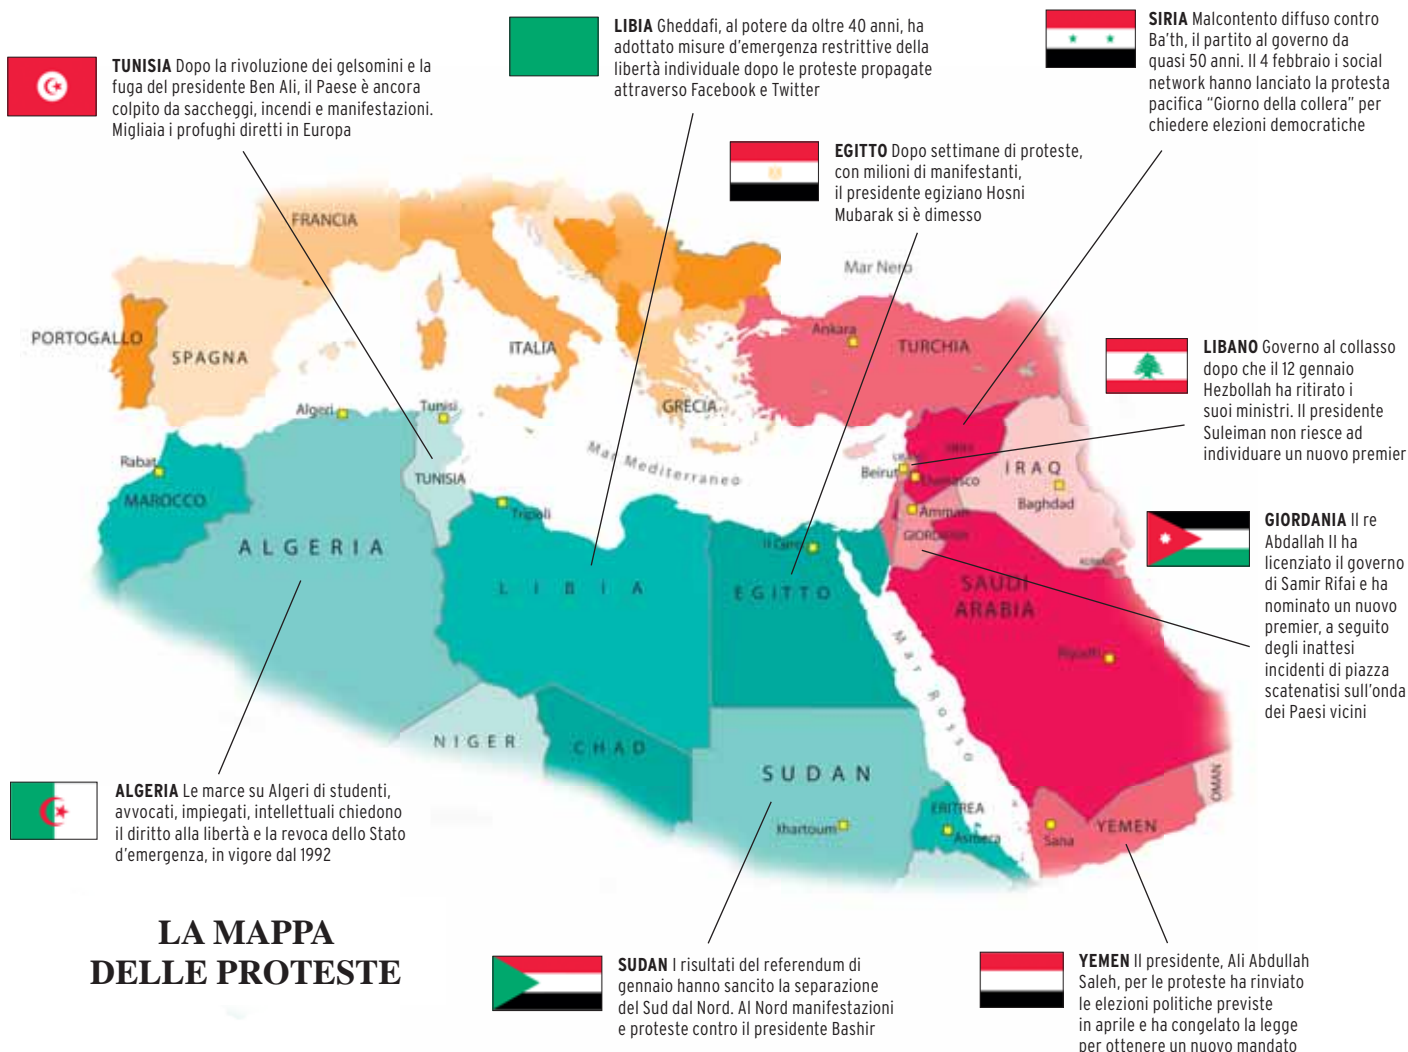 LIBIA Gheddafi, al potere da oltre 40 anni, ha
adottato misure d'emergenza restrittive della
libertà individuale dopo le proteste propagate
attraverso Facebook e Twitter
SIRIA Malcontento diffuso contro
Ba'th, il partito al governo da
quasi 50 anni. Il 4 febbraio i social
network hanno lanciato la protesta
pacifica “Giorno della collera” per
chiedere elezioni democratiche
TUNISIA Dopo la rivoluzione dei gelsomini e la
fuga del presidente Ben Ali, il Paese è ancora
colpito da saccheggi, incendi e manifestazioni.
Migliaia i profughi diretti in Europa
EGITTO Dopo settimane di proteste,
con milioni di manifestanti,
il presidente egiziano Hosni
Mubarak si è dimesso
FRANCIA
Mar Nero
PORTOGALLO
SPAGNA
ITALIA
Ankara
TURCHIA
GRECIA
LIBANO Governo al collasso
dopo che il 12 gennaio
Hezbollah ha ritirato i
suoi ministri. Il presidente
Suleiman non riesce ad
individuare un nuovo premier
Algeri
Tunisi
Mar Mediterraneo
SIRIA
Rabat
MAROCCO
TUNISIA
Beirut
Damasco
IRAQ
Baghdad
Tripoli
Amman
ALGERIA
Il Cairo
GIORDANIA
KUWAIT
LIBIA
EGITTO
SAUDI
ARABIA
Riyadh
Mar Rosso
GIORDANIA Il re
Abdallah II ha
licenziato il governo
di Samir Rifai e ha
nominato un nuovo
premier, a seguito
degli inattesi
incidenti di piazza
scatenatisi sull'onda
dei Paesi vicini
NIGER
CHAD
SUDAN
OMAN
ERITREA
Khartoum
Asmera
Sana
YEMEN
ALGERIA Le marce su Algeri di studenti,
avvocati, impiegati, intellettuali chiedono
il diritto alla libertà e la revoca dello Stato
d'emergenza, in vigore dal 1992
LA MAPPA
DELLE PROTESTE
SUDAN I risultati del referendum di
gennaio hanno sancito la separazione
del Sud dal Nord. Al Nord manifestazioni
e proteste contro il presidente Bashir
YEMEN Il presidente, Ali Abdullah
Saleh, per le proteste ha rinviato
le elezioni politiche previste
in aprile e ha congelato la legge
per ottenere un nuovo mandato